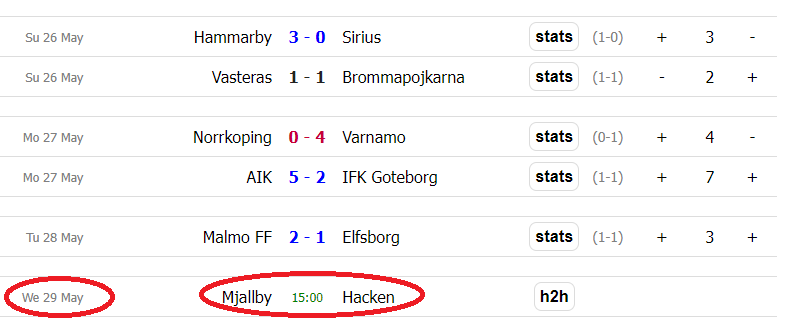 Su 26 May Hammarby 3 - 0 Sirius stats (1-0) + 3 -
Su 26 May Vasteras 1 - 1 Brommapojkarna stats (1-1) - 2 +
Mo 27 May Norrkoping 0 - 4 Varnamo stats (0-1) + 4 -
Mo 27 May AIK 5 - 2 IFK Goteborg stats (1-1) + 7 +
Tu 28 May Malmo FF 2 - 1 Elfsborg stats (1-1) + 3 +
We 29 May Mjallby 15:00 Hacken h2h